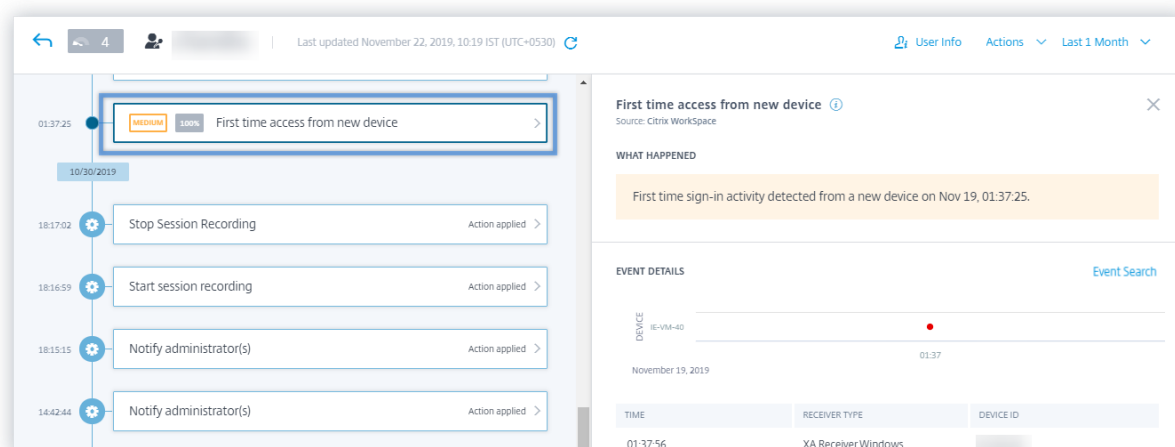 4
Last updated November 22, 2019, 10:19 IST (UTC+0530)
User Info
Actions
Last 1 Month
01:37:25
MEDIUM 100% First time access from new device
10/30/2019
18:17:02 Stop Session Recording Action applied
18:16:59 Start session recording Action applied
18:15:15 Notify administrator(s) Action applied
14:42:44 Notify administrator(s) Action applied
First time access from new device
Source: Citrix WorkSpace
WHAT HAPPENED
First time sign-in activity detected from a new device on Nov 19, 01:37:25.
EVENT DETAILS
Event Search
DEVICE
IE-VM-40
01:37
November 19, 2019
TIME RECEIVER TYPE DEVICE ID
01:37:56 XA Receiver Windows